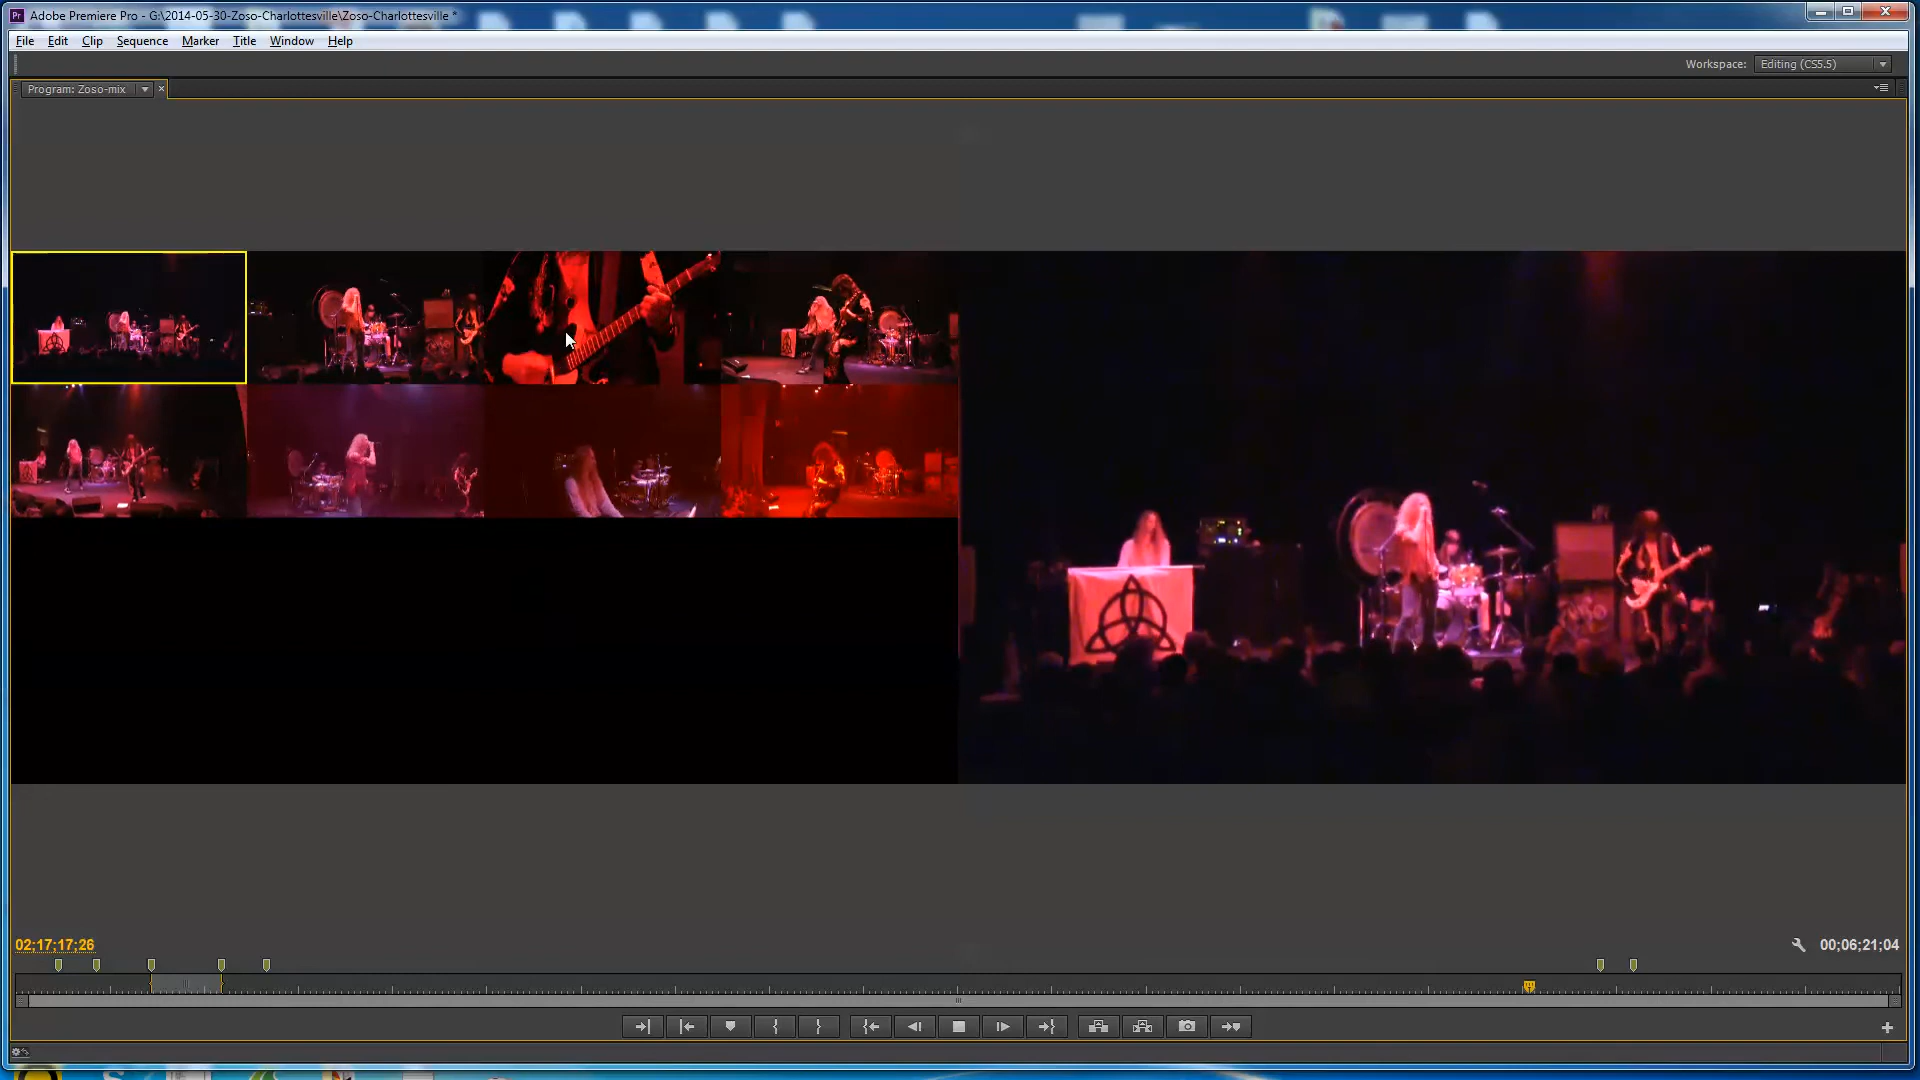 Adobe Premiere Pro - G:\2014-05-30-Zoso-Charlottesville\Zoso-Charlottesville *
File Edit Clip Sequence Marker Title Window Help
Workspace: Editing (CS5.5)
Program: Zoso-mix
02;17;17;26
00;06;21;04